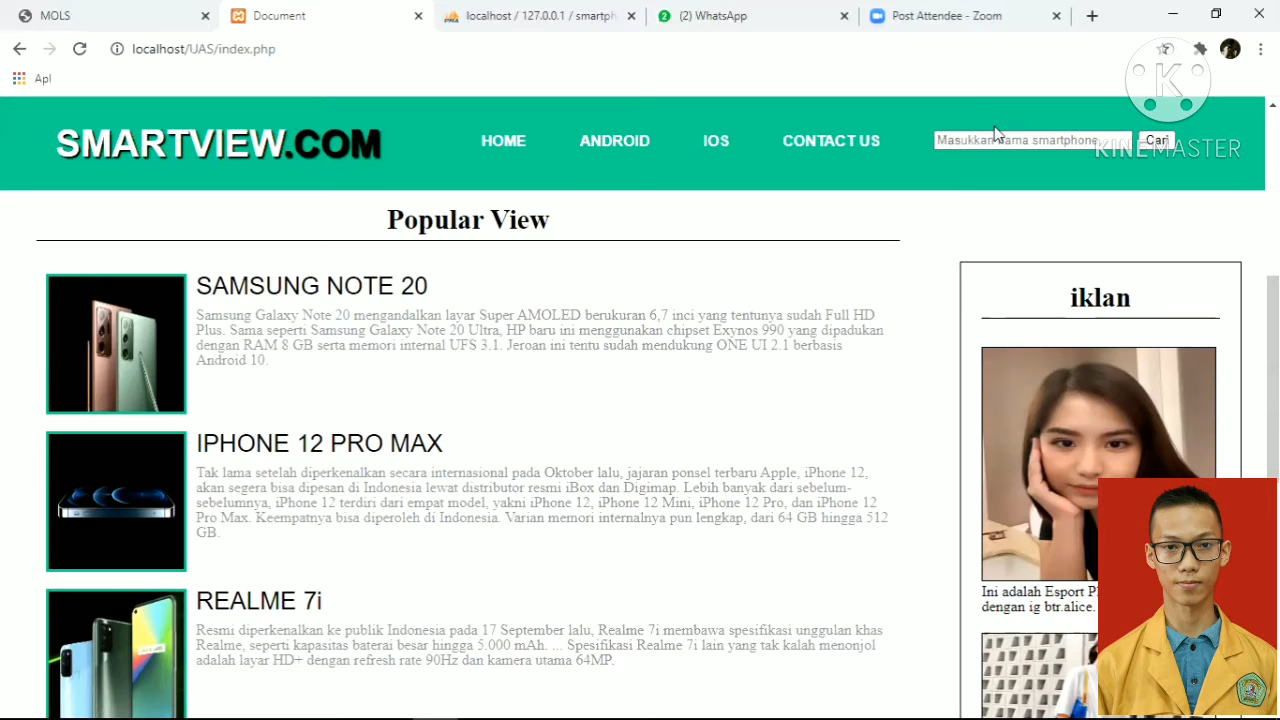 MOLS
Document
localhost / 127.0.0.1 / smartph
(2) WhatsApp
Post Attendee - Zoom
localhost/UAS/index.php
Apl
SMARTVIEW.COM
HOME
ANDROID
IOS
CONTACT US
Masukkan nama smartphone
Cari
KINEMASTER
Popular View
SAMSUNG NOTE 20
Samsung Galaxy Note 20 mengandalkan layar Super AMOLED berukuran 6,7 inci yang tentunya sudah Full HD
Plus. Sama seperti Samsung Galaxy Note 20 Ultra, HP baru ini menggunakan chipset Exynos 990 yang dipadukan
dengan RAM 8 GB serta memori internal UFS 3.1. Jeroan ini tentu sudah mendukung ONE UI 2.1 berbasis
Android 10.
IPHONE 12 PRO MAX
Tak lama setelah diperkenalkan secara internasional pada Oktober lalu, jajaran ponsel terbaru Apple, iPhone 12,
akan segera bisa dipesan di Indonesia lewat distributor resmi iBox dan Digimap. Lebih banyak dari sebelum-
sebelumnya, iPhone 12 terdiri dari empat model, yakni iPhone 12, iPhone 12 Mini, iPhone 12 Pro, dan iPhone 12
Pro Max. Keempatnya bisa diperoleh di Indonesia. Varian memori internalnya pun lengkap, dari 64 GB hingga 512
GB.
REALME 7i
Resmi diperkenalkan ke publik Indonesia pada 17 September lalu, Realme 7i membawa spesifikasi unggulan khas
Realme, seperti kapasitas baterai besar hingga 5.000 mAh. ... Spesifikasi Realme 7i lain yang tak kalah menonjol
adalah layar HD+ dengan refresh rate 90Hz dan kamera utama 64MP.
iklan
Ini adalah Esport
dengan ig btr.alice.